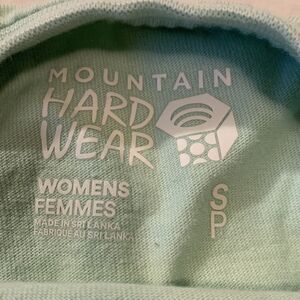 MOUNTAIN
HARD
WEAR
WOMENS
FEMMES
MADE IN SRI LANKA
FABRIQUÉ AU SRI LANKA
S
P